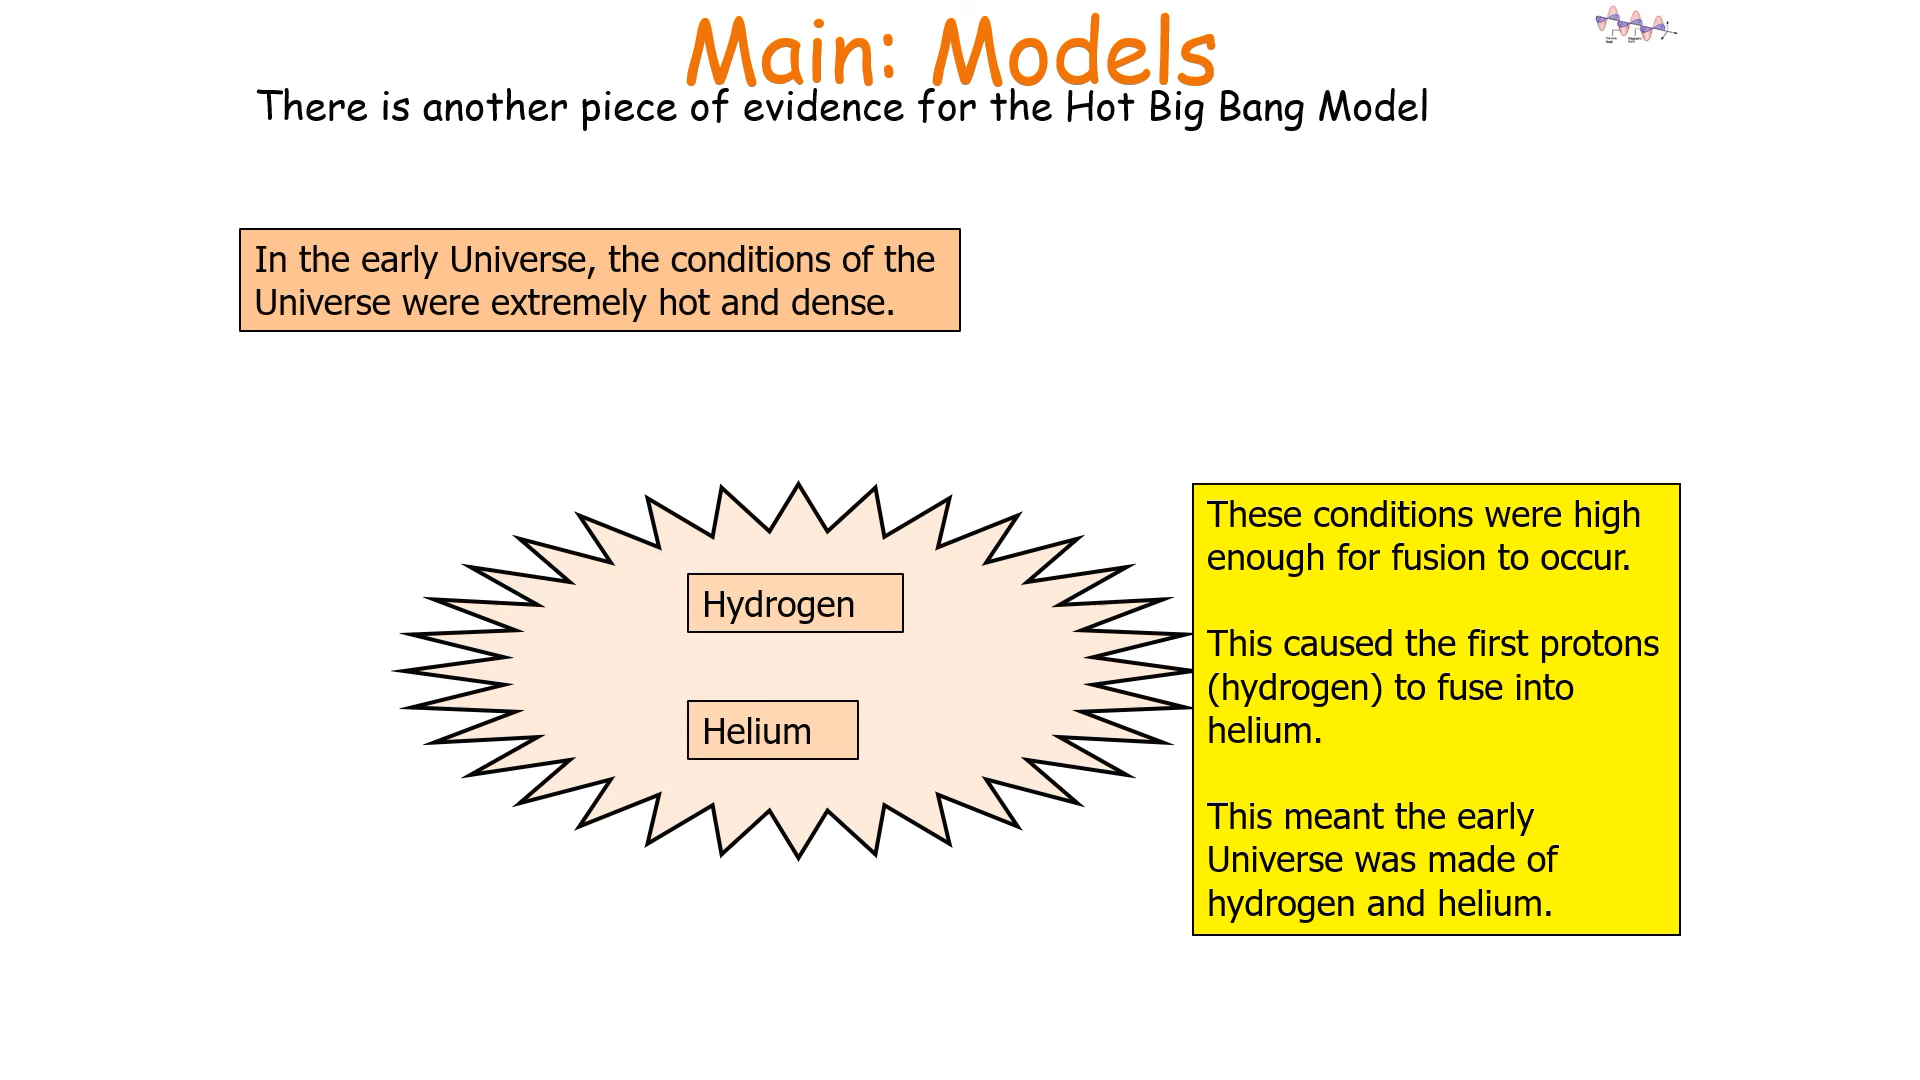 Main: Models
There is another piece of evidence for the Hot Big Bang Model
In the early Universe, the conditions of the
Universe were extremely hot and dense.
Hydrogen
Helium
These conditions were high
enough for fusion to occur.
This caused the first protons
(hydrogen) to fuse into
helium.
This meant the early
Universe was made of
hydrogen and helium.